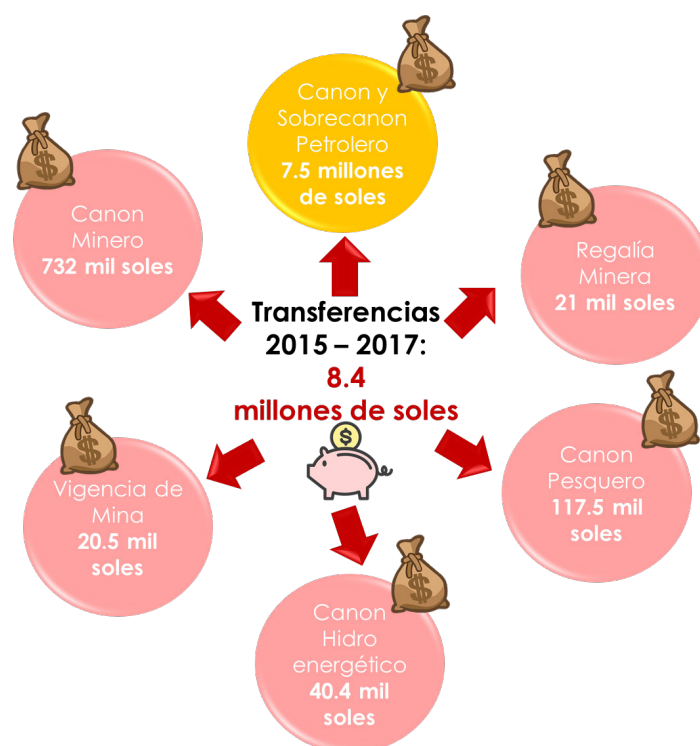 Canon y
Sobrecanon
Petrolero
7.5 millones
de soles
Canon
Minero
732 mil soles
Regalía
Minera
21 mil soles
Transferencias
2015 – 2017:
8.4
millones de soles
Vigencia de
Mina
20.5 mil
soles
Canon
Pesquero
117.5 mil
soles
Canon
Hidro
energético
40.4 mil
soles